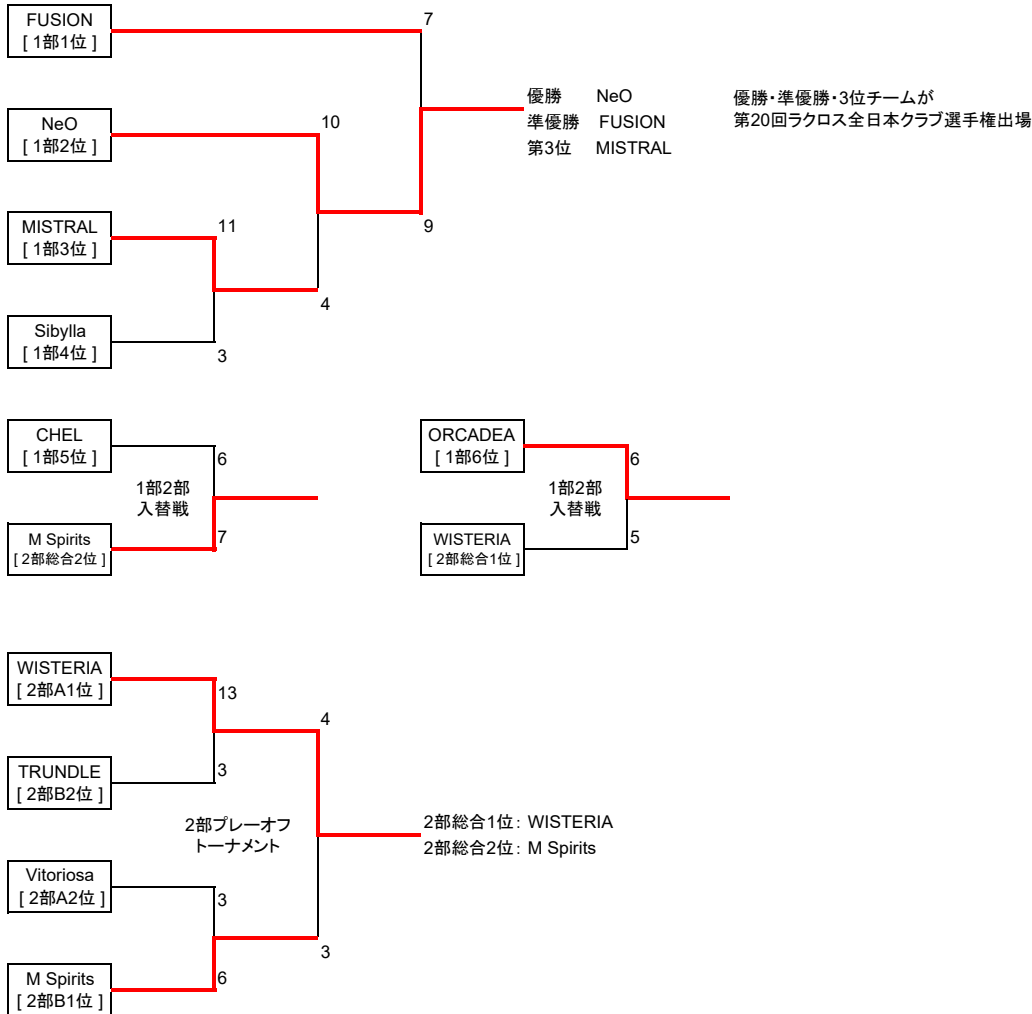 FUSION
[ 1部1位 ]
7
優勝 NeO
準優勝 FUSION
第3位 MISTRAL
優勝・準優勝・3位チームが
第20回ラクロス全日本クラブ選手権出場
NeO
[ 1部2位 ]
10
MISTRAL
[ 1部3位 ]
11
9
4
Sibylla
[ 1部4位 ]
3
CHEL
[ 1部5位 ]
6
1部2部
入替戦
M Spirits
[ 2部総合2位 ]
7
ORCADEA
[ 1部6位 ]
6
1部2部
入替戦
WISTERIA
[ 2部総合1位 ]
5
WISTERIA
[ 2部A1位 ]
13
4
TRUNDLE
[ 2部B2位 ]
3
2部プレーオフ
トーナメント
2部総合1位: WISTERIA
2部総合2位: M Spirits
Vitoriosa
[ 2部A2位 ]
3
3
M Spirits
[ 2部B1位 ]
6